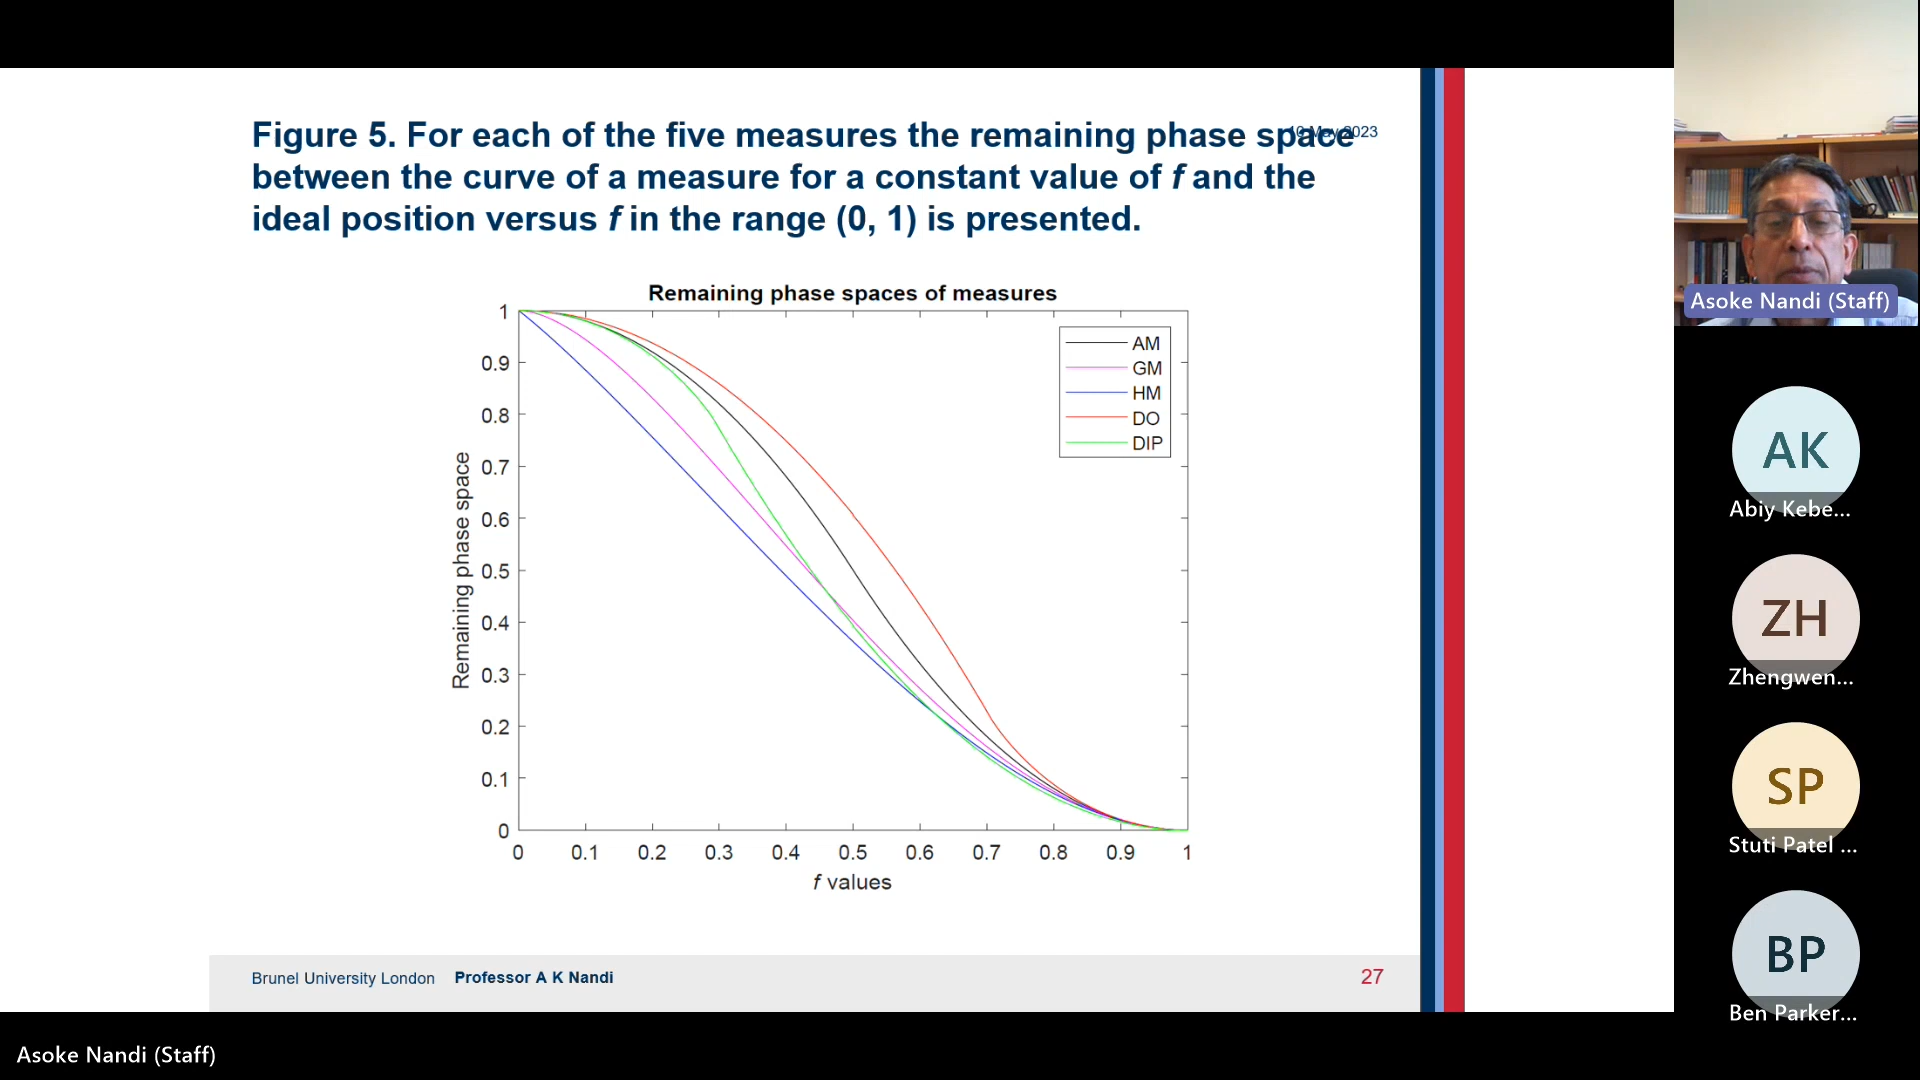 Figure 5. For each of the five measures the remaining phase space
10 May 2023
between the curve of a measure for a constant value of f and the
ideal position versus f in the range (0, 1) is presented.
Remaining phase spaces of measures
1
0.9
0.8
0.7
0.6
0.5
0.4
0.3
0.2
0.1
0
Remaining phase space
AM
GM
HM
DO
DIP
0 0.1 0.2 0.3 0.4 0.5 0.6 0.7 0.8 0.9 1
f values
Brunel University London Professor A K Nandi 27
Asoke Nandi (Staff)
AK
Abiy Kebe...
ZH
Zhengwen...
SP
Stuti Patel ...
BP
Ben Parker...
Asoke Nandi (Staff)